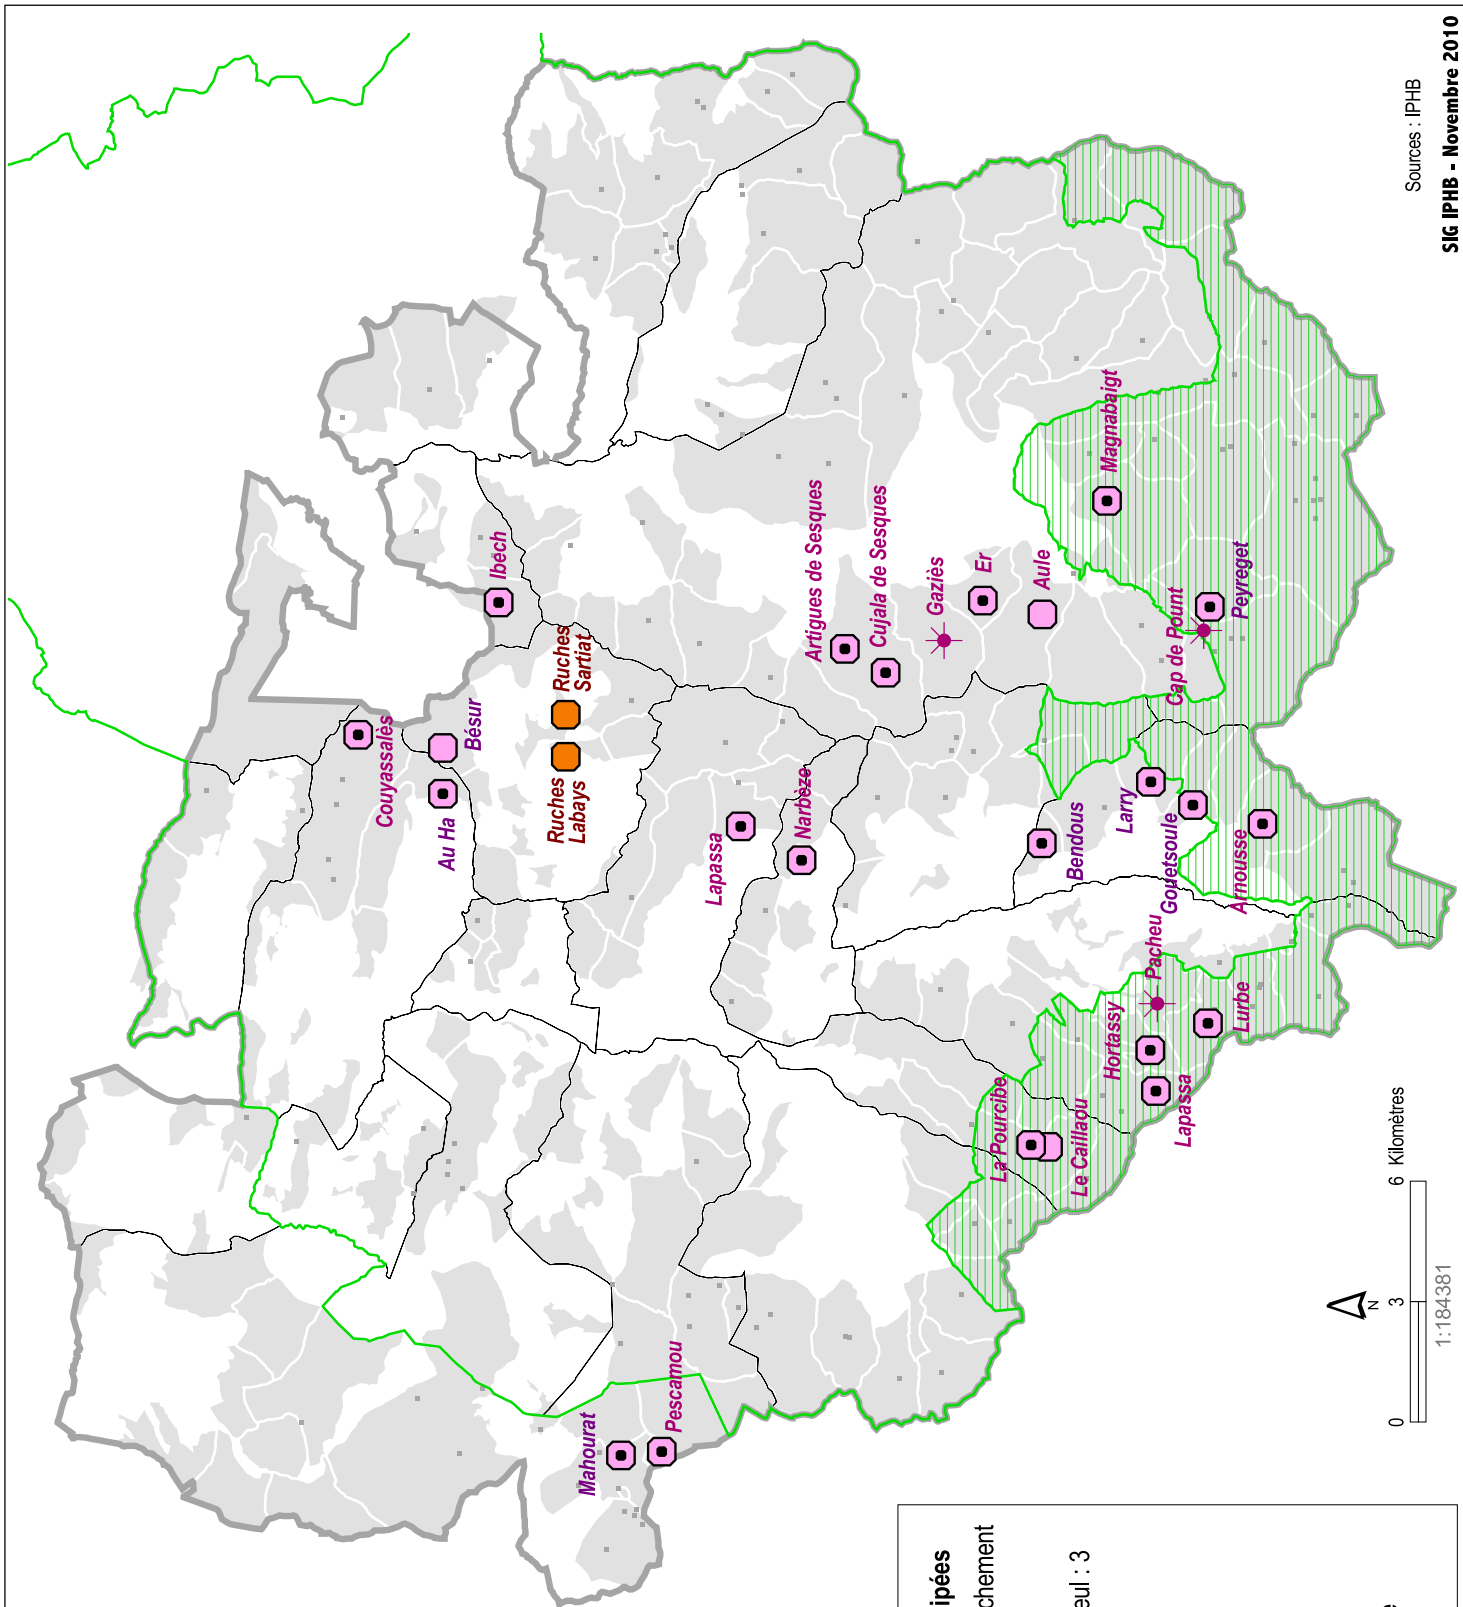 Sources : IPHB
SIG IPHB - Novembre 2010
Ibech
Couyassalès
Bésur
Au Ha
Ruches
Sartiat
Ruches
Labays
Artigues de Sesques
Cujala de Sesques
Gaziès
Er
Aule
Magnabaigt
Cap de Pount
Peyreget
Lapassa
Narbèze
Bendous
Larry
Gouetsoule
Arnousse
Pacheu
Hortassy
Lurbe
Lapassa
La Pourcibe
Le Caillaou
Mahourat
Pescamou
N
0 3 6 Kilomètres
1:184381
ipées
chement
eul : 3